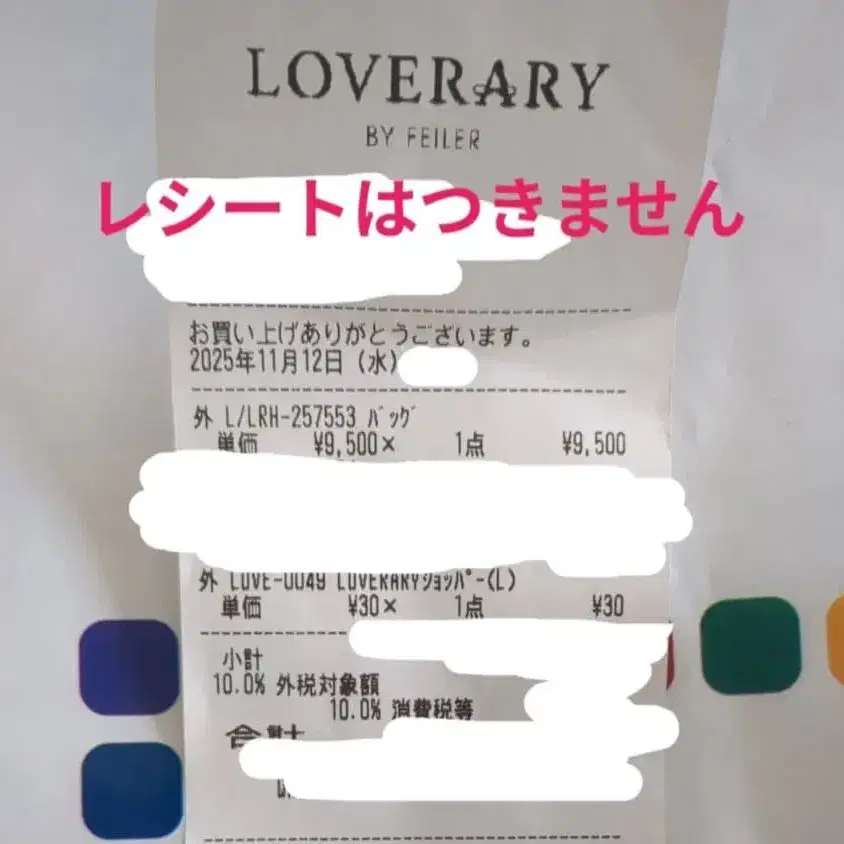 LOVERARY
BY FEILER
レシートはつきません
お買い上げありがとうございます。
2025年11月12日 (水)
外 L/LRH-257553 バッグ
単価 ¥9,500× 1点 ¥9,500
外 LOVE-0049 LOVERARYショッパー(L)
単価 ¥30× 1点 ¥30
小計
10.0% 外税対象額
10.0% 消費税等
合計